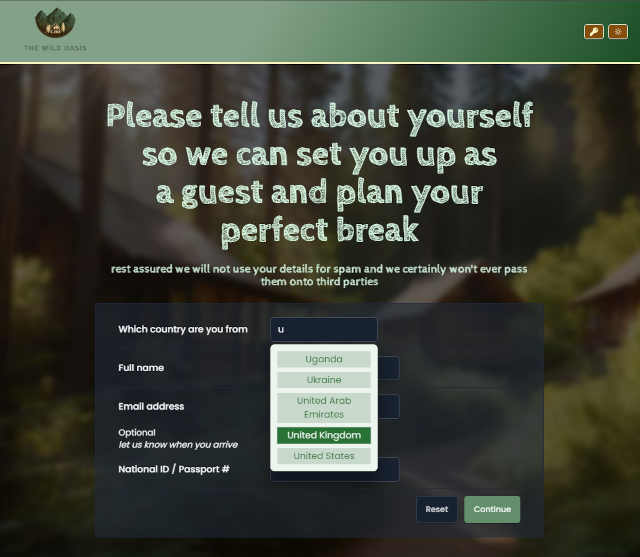 THE WILD OASIS
Please tell us about yourself
so we can set you up as
a guest and plan your
perfect break
rest assured we will not use your details for spam and we certainly won't ever pass
them onto third parties
Which country are you from
u
Uganda
Ukraine
United Arab
Emirates
United Kingdom
United States
Full name
Email address
Optional
let us know when you arrive
National ID / Passport #
Reset
Continue